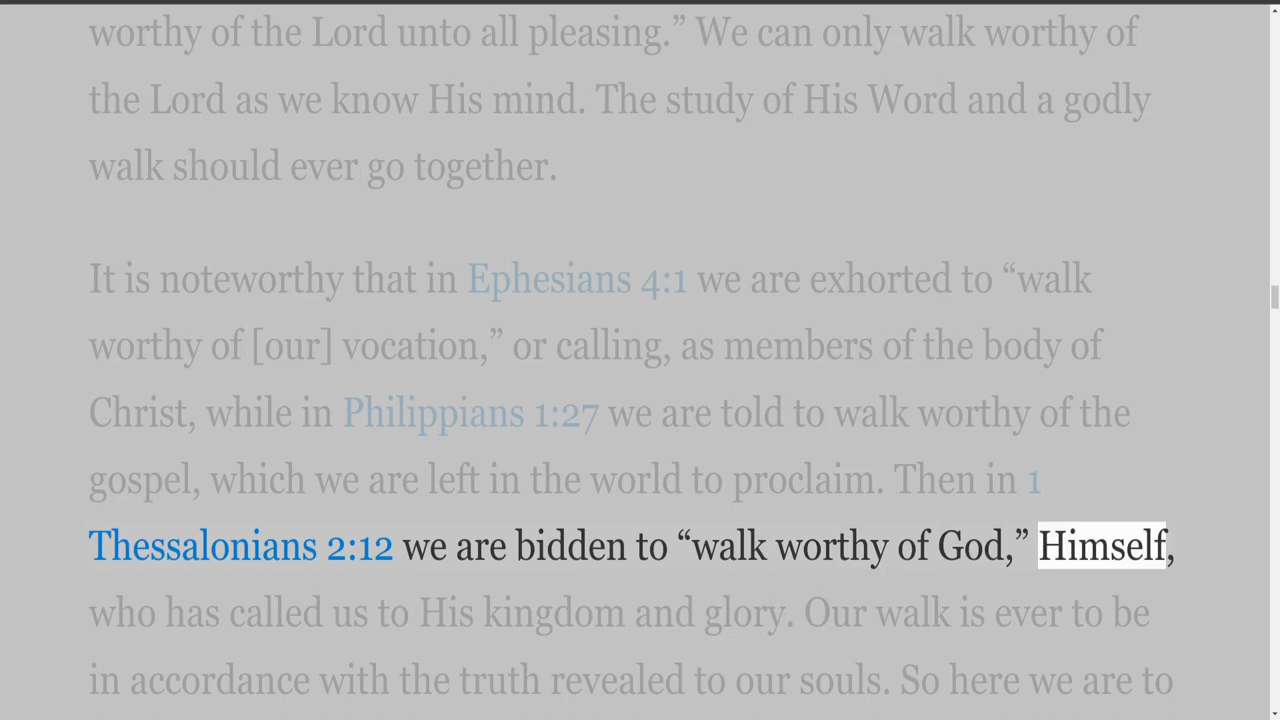 worthy of the Lord unto all pleasing.” We can only walk worthy of
the Lord as we know His mind. The study of His Word and a godly
walk should ever go together.
It is noteworthy that in Ephesians 4:1 we are exhorted to “walk
worthy of [our] vocation,” or calling, as members of the body of
Christ, while in Philippians 1:27 we are told to walk worthy of the
gospel, which we are left in the world to proclaim. Then in 1
Thessalonians 2:12 we are bidden to “walk worthy of God,” Himself,
who has called us to His kingdom and glory. Our walk is ever to be
in accordance with the truth revealed to our souls. So here we are to